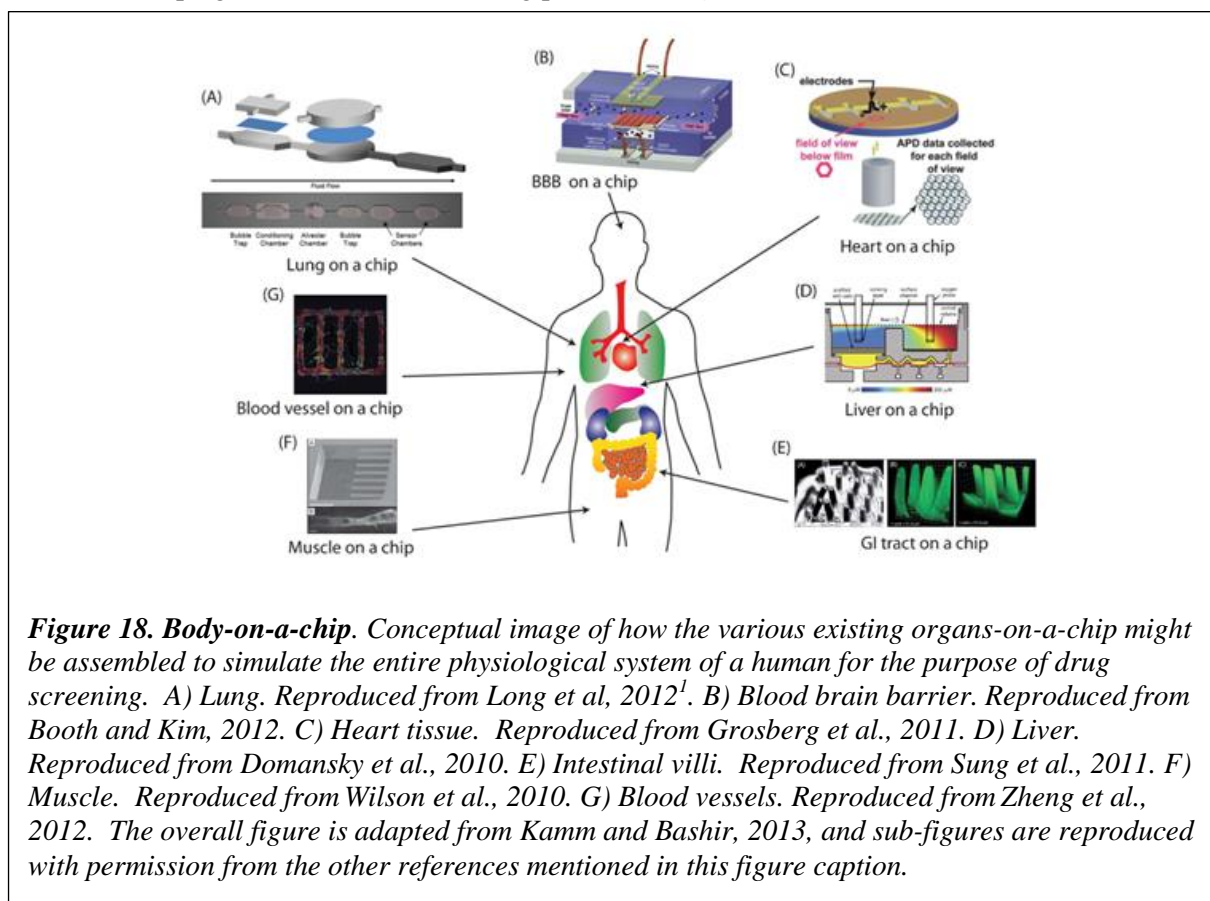 (A)
Fluid Flow
Bubble Trap
Conditioning Chamber
Alveolar Chamber
Bubble Trap
Sensor Chambers
Lung on a chip
(B)
BBB on a chip
(C)
electrodes
field of view below film
APD data collected for each field of view
Heart on a chip
(G)
Blood vessel on a chip
(D)
Liver on a chip
(F)
Muscle on a chip
(E)
(A)
(B)
(C)
GI tract on a chip
Figure 18. Body-on-a-chip. Conceptual image of how the various existing organs-on-a-chip might
be assembled to simulate the entire physiological system of a human for the purpose of drug
screening. A) Lung. Reproduced from Long et al, 2012¹. B) Blood brain barrier. Reproduced from
Booth and Kim, 2012. C) Heart tissue. Reproduced from Grosberg et al., 2011. D) Liver.
Reproduced from Domansky et al., 2010. E) Intestinal villi. Reproduced from Sung et al., 2011. F)
Muscle. Reproduced from Wilson et al., 2010. G) Blood vessels. Reproduced from Zheng et al.,
2012. The overall figure is adapted from Kamm and Bashir, 2013, and sub-figures are reproduced
with permission from the other references mentioned in this figure caption.